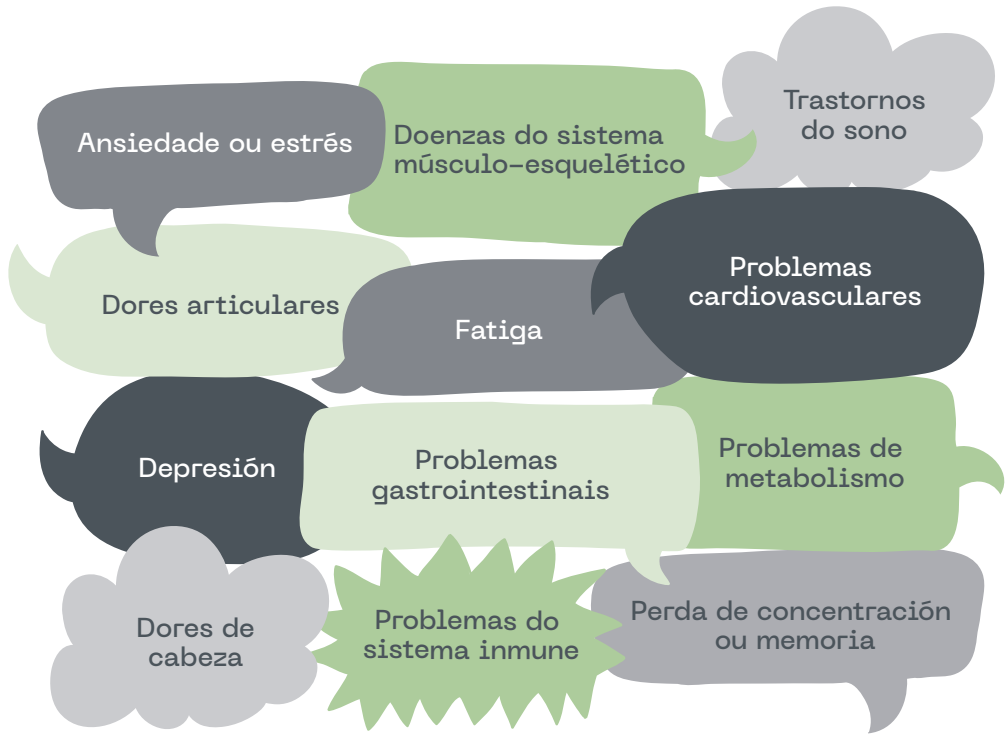 Ansiedade ou estrés
Doenzas do sistema
músculo-esquelético
Trastornos
do sono
Dores articulares
Fatiga
Problemas
cardiovasculares
Depresión
Problemas
gastrointestinais
Problemas de
metabolismo
Dores de
cabeza
Problemas do
sistema inmune
Perda de concentración
ou memoria